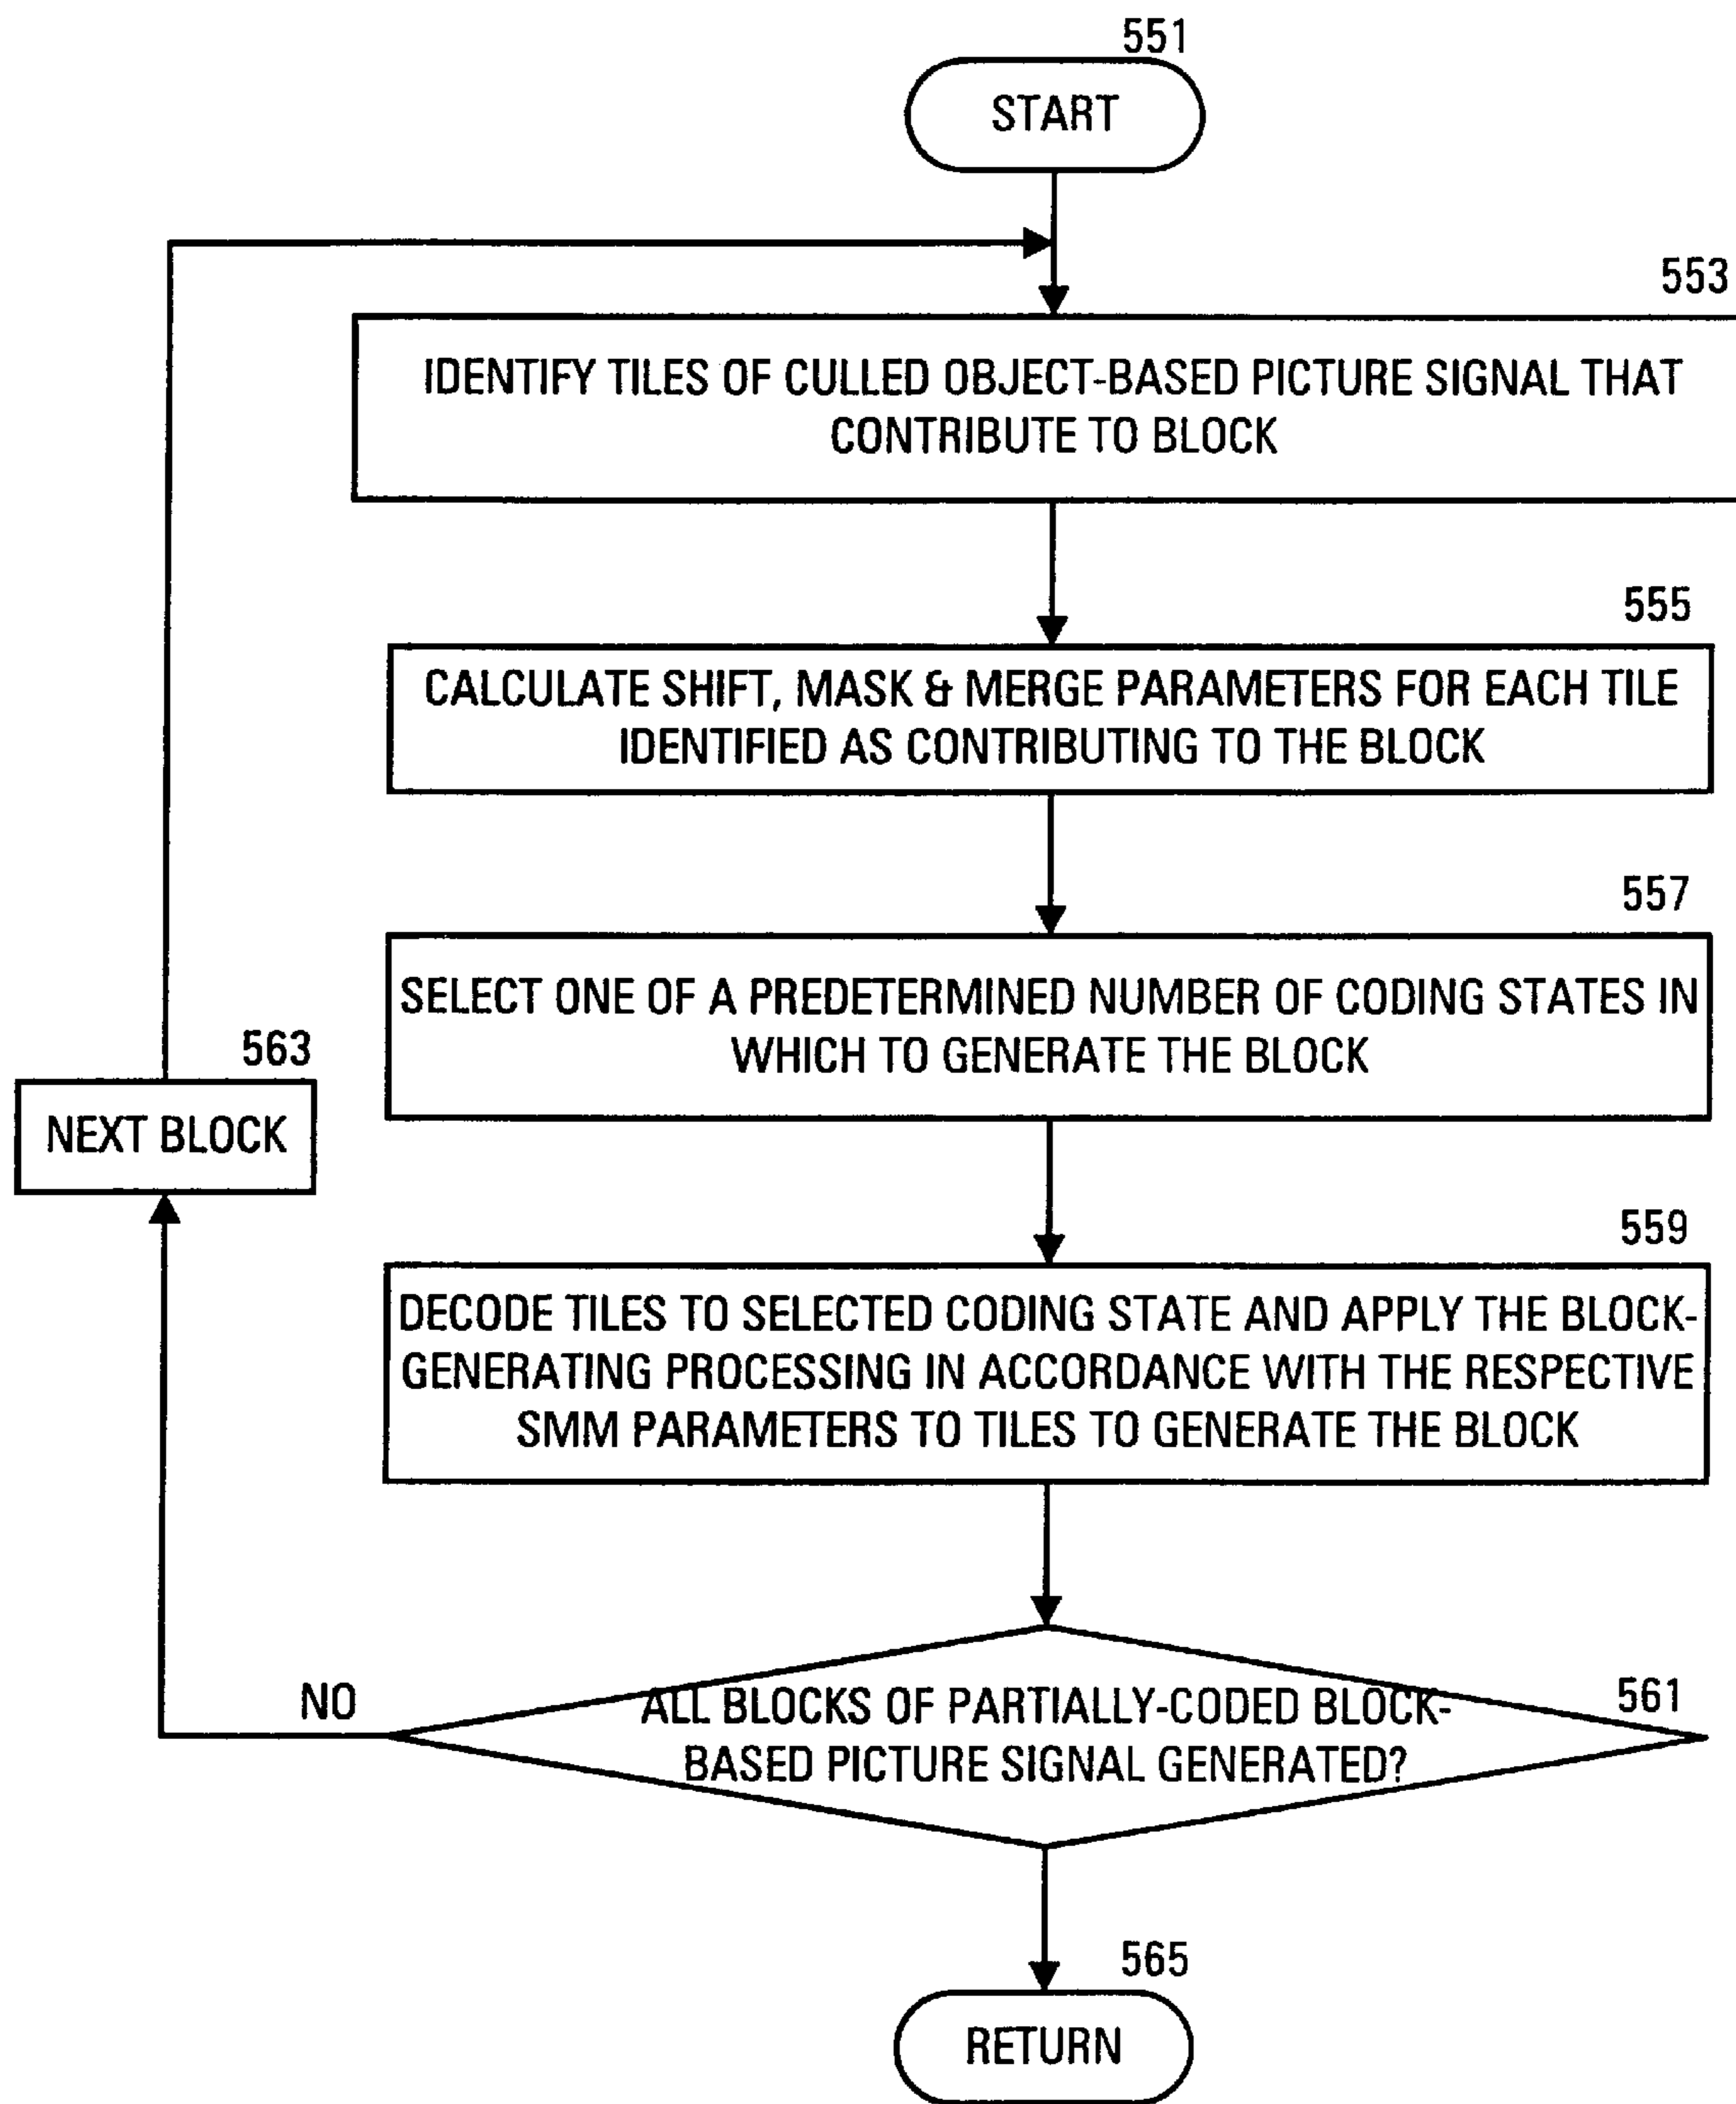 551
START
553
IDENTIFY TILES OF CULLED OBJECT-BASED PICTURE SIGNAL THAT
CONTRIBUTE TO BLOCK
555
CALCULATE SHIFT, MASK & MERGE PARAMETERS FOR EACH TILE
IDENTIFIED AS CONTRIBUTING TO THE BLOCK
557
SELECT ONE OF A PREDETERMINED NUMBER OF CODING STATES IN
WHICH TO GENERATE THE BLOCK
563
NEXT BLOCK
559
DECODE TILES TO SELECTED CODING STATE AND APPLY THE BLOCK-
GENERATING PROCESSING IN ACCORDANCE WITH THE RESPECTIVE
SMM PARAMETERS TO TILES TO GENERATE THE BLOCK
NO
561
ALL BLOCKS OF PARTIALLY-CODED BLOCK-
BASED PICTURE SIGNAL GENERATED?
565
RETURN